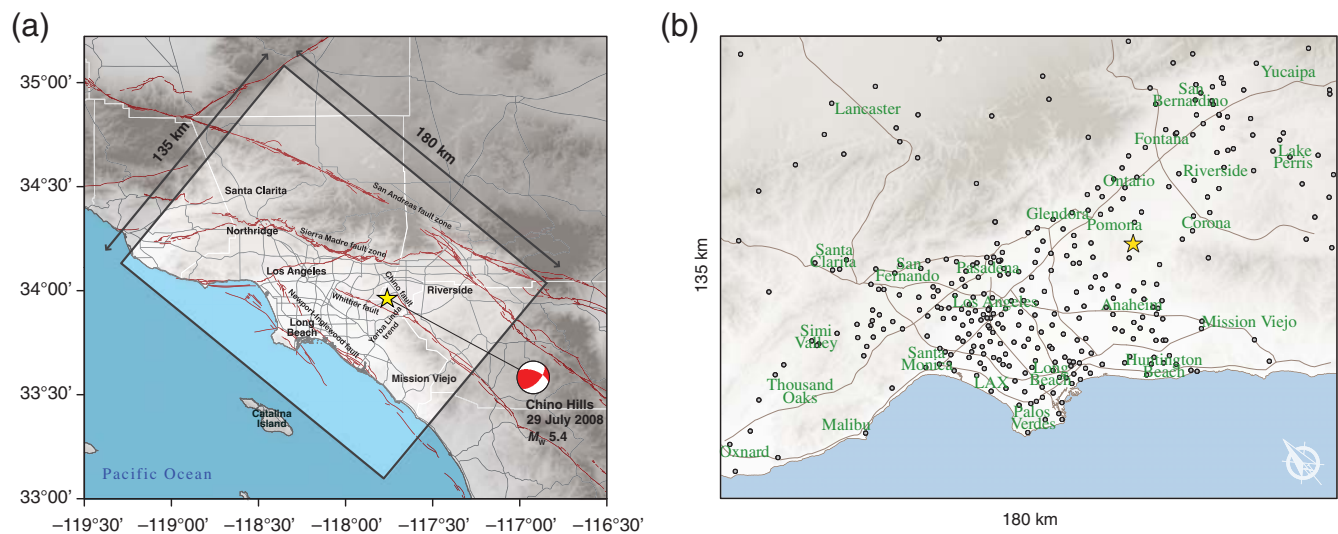 (a)
35°00'
34°30'
34°00'
33°30'
33°00'
−119°30'
−119°00'
−118°30'
−118°00'
−117°30'
−117°00'
−116°30'
135 km
180 km
Santa Clarita
San Andreas fault zone
Northridge
Sierra Madre fault zone
Los Angeles
Chino fault
Riverside
Whittier fault
Newport-Inglewood fault
Long
Beach
Yorba Linda
trend
Mission Viejo
Catalina
Island
Chino Hills
29 July 2008
Mw 5.4
Pacific Ocean
(b)
135 km
180 km
Yucaipa
San
Bernardino
Lancaster
Fontana
Lake
Perris
Riverside
Ontario
Glendora
Pomona
Corona
Santa
Clarita
San
Fernando
Pasadena
Los Angeles
Anaheim
Mission Viejo
Simi
Valley
Santa
Monica
Huntington
Beach
Long
Beach
LAX
Thousand
Oaks
Palos
Verdes
Malibu
Oxnard